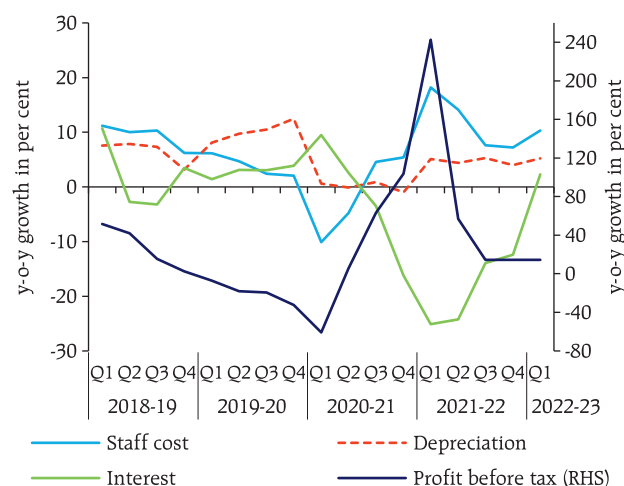 y-o-y growth in per cent
30
20
10
0
-10
-20
-30
240
200
160
120
80
40
0
-40
-80
y-o-y growth in per cent
Q1 Q2 Q3 Q4 Q1 Q2 Q3 Q4 Q1 Q2 Q3 Q4 Q1 Q2 Q3 Q4 Q1
2018-19 2019-20 2020-21 2021-22 2022-23
Staff cost Depreciation
Interest Profit before tax (RHS)